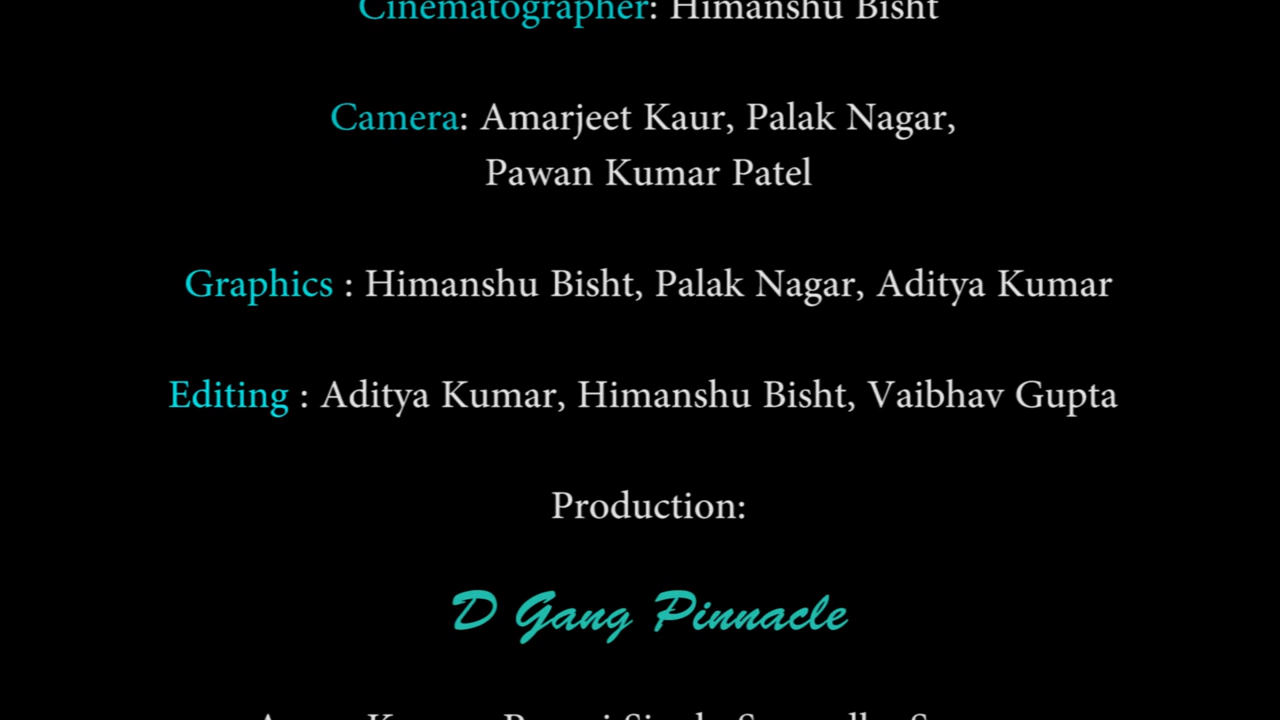 Cinematographer: Himanshu Bisht
Camera: Amarjeet Kaur, Palak Nagar,
Pawan Kumar Patel
Graphics : Himanshu Bisht, Palak Nagar, Aditya Kumar
Editing : Aditya Kumar, Himanshu Bisht, Vaibhav Gupta
Production:
D Gang Pinnacle